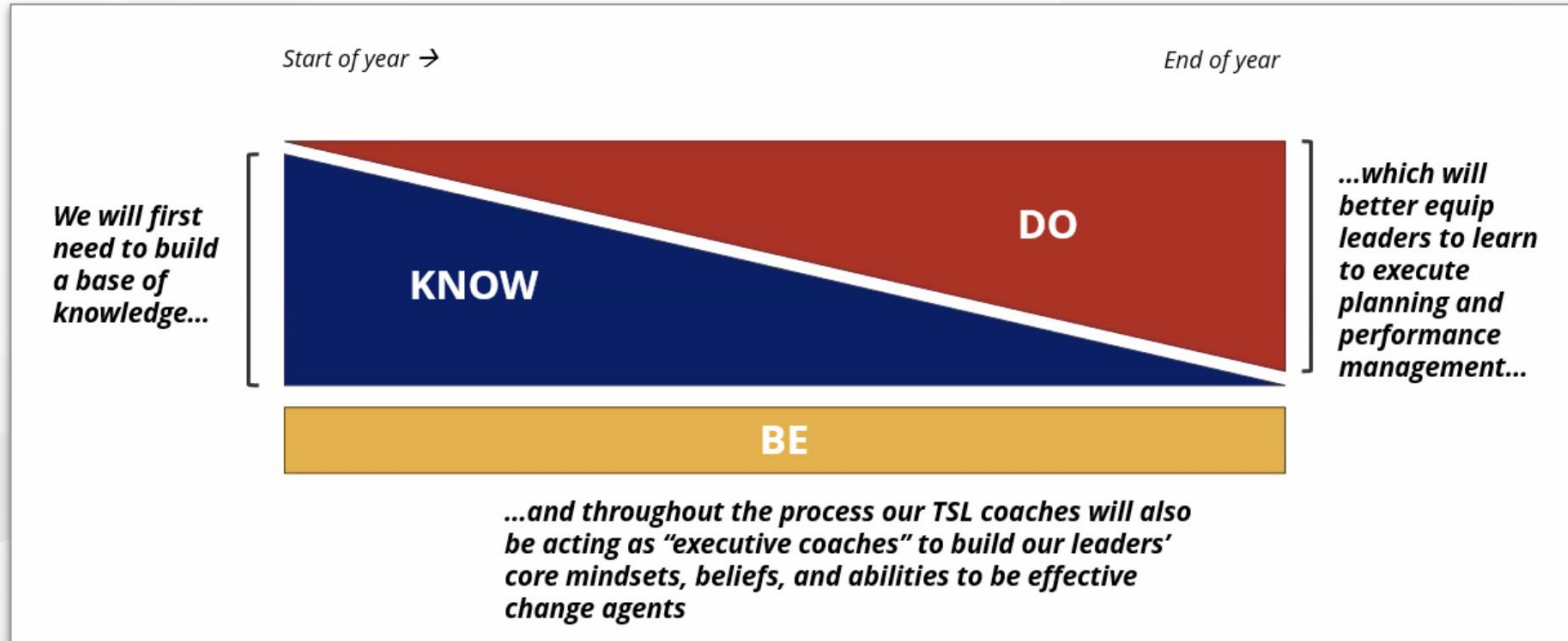 Start of year →
End of year
We will first
need to build
a base of
knowledge...
KNOW
DO
...which will
better equip
leaders to learn
to execute
planning and
performance
management...
BE
...and throughout the process our TSL coaches will also
be acting as “executive coaches” to build our leaders’
core mindsets, beliefs, and abilities to be effective
change agents